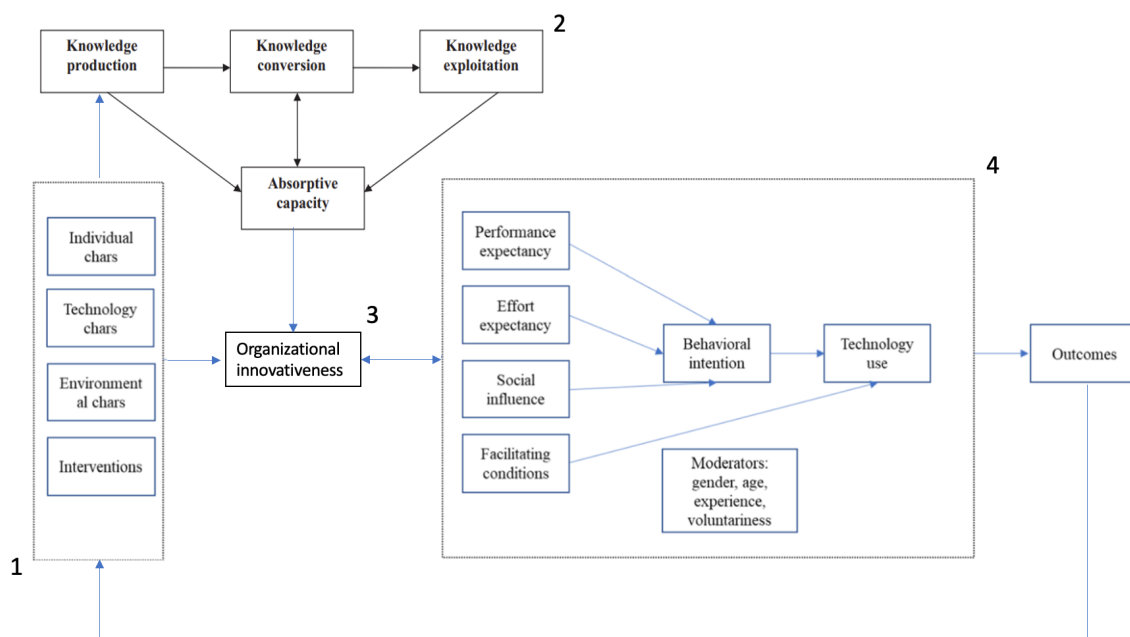 2
Knowledge
production
Knowledge
conversion
Knowledge
exploitation
Absorptive
capacity
4
Individual
chars
Technology
chars
Environment
al chars
Interventions
1
3
Organizational
innovativeness
Performance
expectancy
Effort
expectancy
Social
influence
Facilitating
conditions
Behavioral
intention
Technology
use
Moderators:
gender, age,
experience,
voluntariness
Outcomes